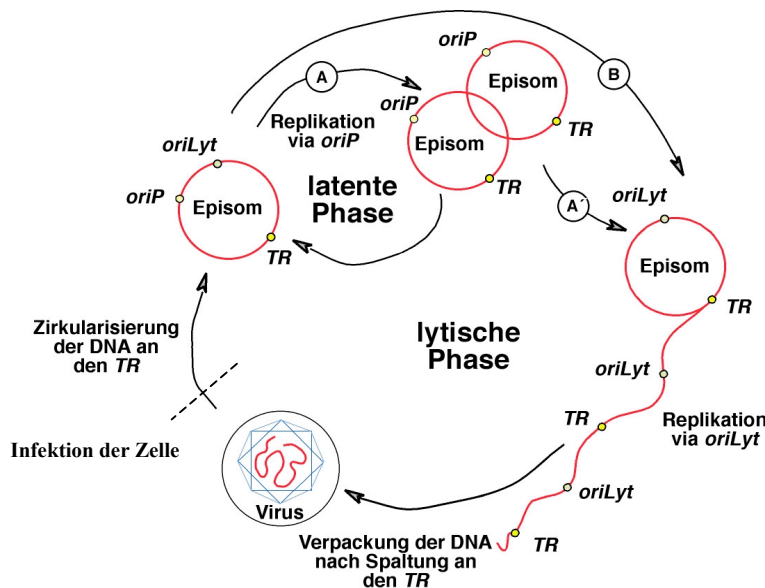 oriP
Episom
TR
A
B
oriP
Episom
TR
Replikation
via oriP
oriLyt
oriP
Episom
TR
latente
Phase
A´
oriLyt
Episom
TR
Zirkularisierung
der DNA an
den TR
lytische
Phase
oriLyt
TR
Replikation
via oriLyt
Infektion der Zelle
Virus
oriLyt
TR
Verpackung der DNA
nach Spaltung an
den TR